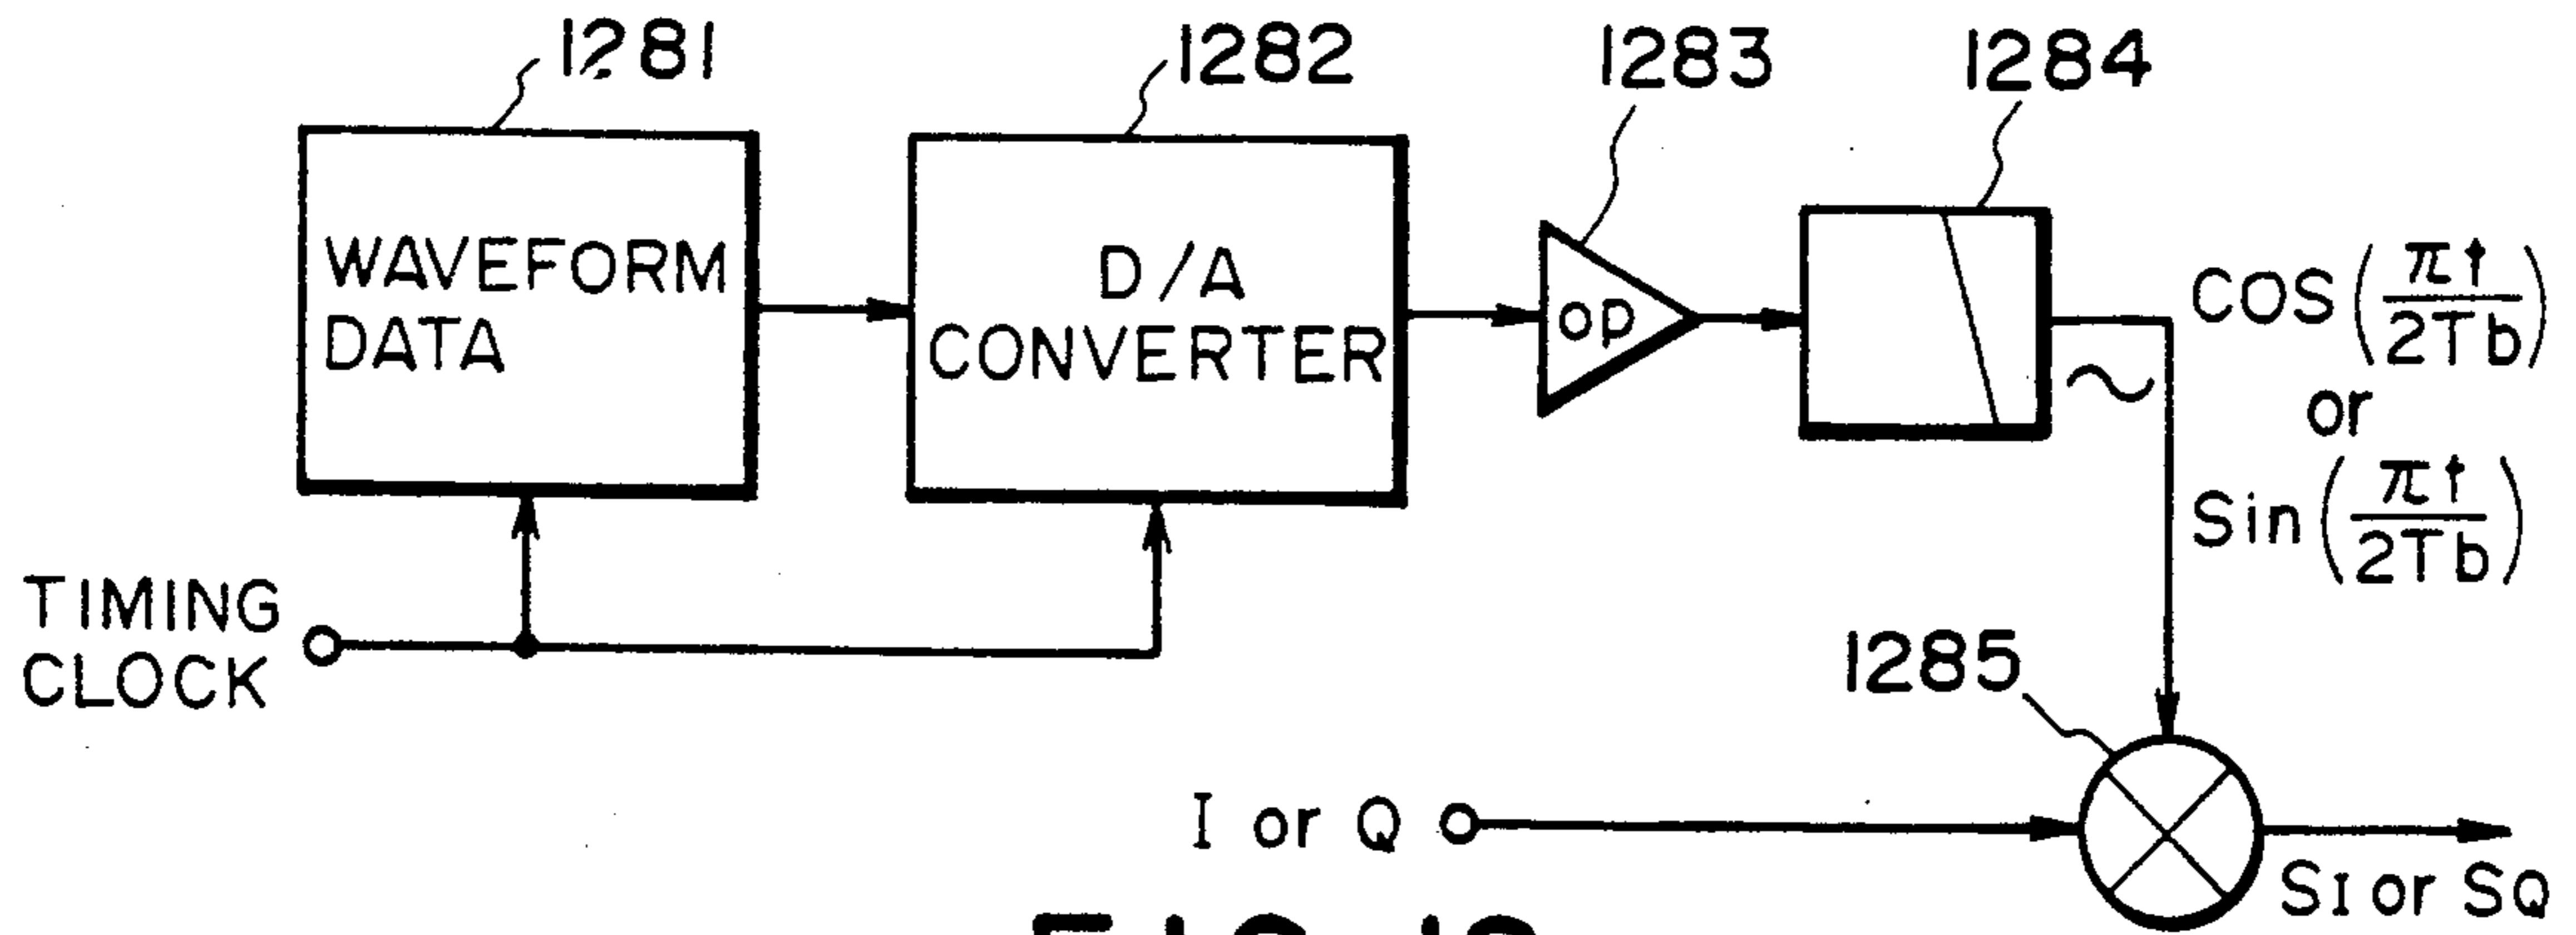 1281
1282
1283
1284
WAVEFORM
DATA
D/A
CONVERTER
OP
COS(πt/2Tb)
or
Sin(πt/2Tb)
TIMING
CLOCK
1285
I or Q
SI or SQ